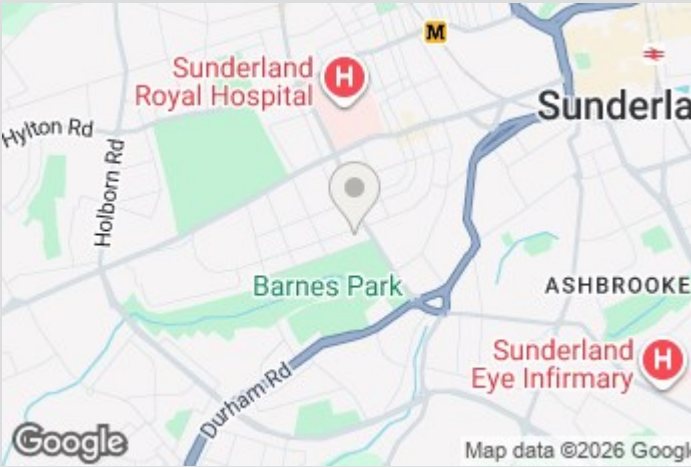 M
Sunderland
Royal Hospital
H
Sunderla
Hylton Rd
Holborn Rd
Barnes Park
ASHBROOKE
Sunderland
Eye Infirmary
H
Durham Rd
Google
Map data ©2026 Google